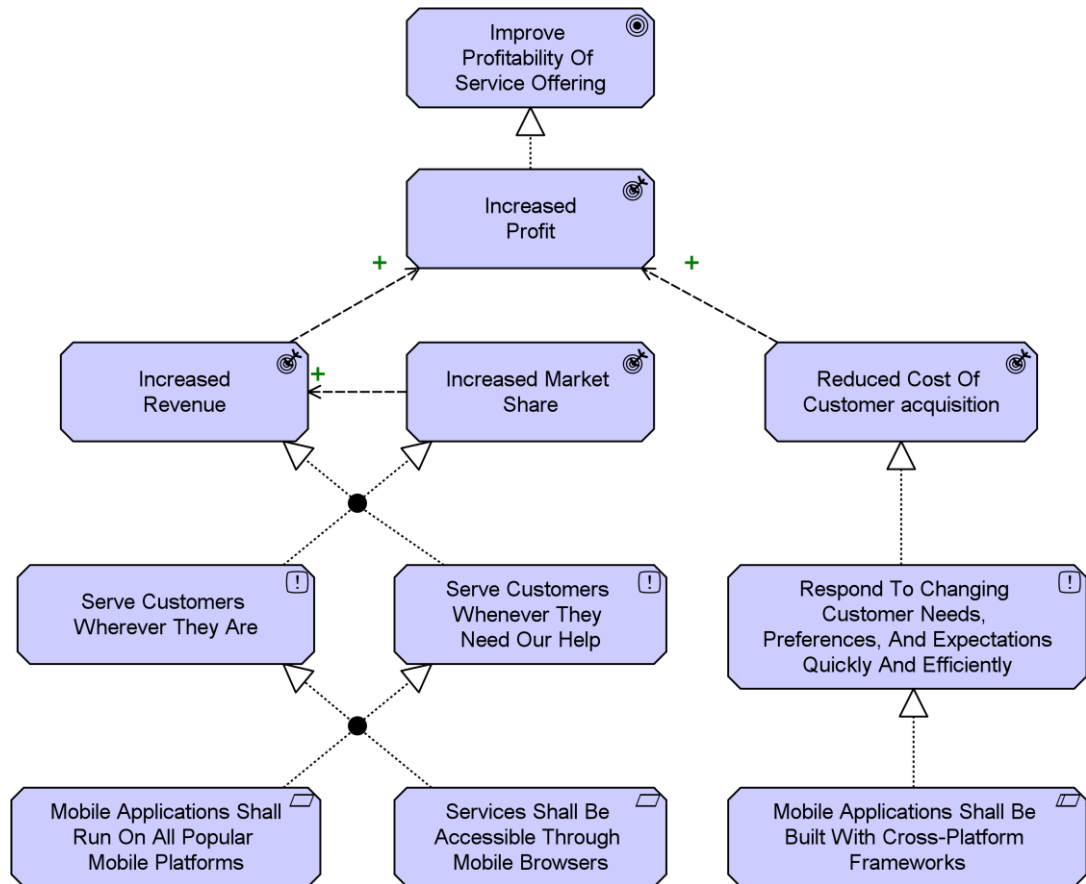 Improve
Profitability Of
Service Offering
Increased
Profit
+
+
Increased
Revenue
+
Increased Market
Share
Reduced Cost Of
Customer acquisition
Serve Customers
Wherever They Are
!
Serve Customers
Whenever They
Need Our Help
!
Respond To Changing
Customer Needs,
Preferences, And Expectations
Quickly And Efficiently
!
Mobile Applications Shall
Run On All Popular
Mobile Platforms
Services Shall Be
Accessible Through
Mobile Browsers
Mobile Applications Shall Be
Built With Cross-Platform
Frameworks